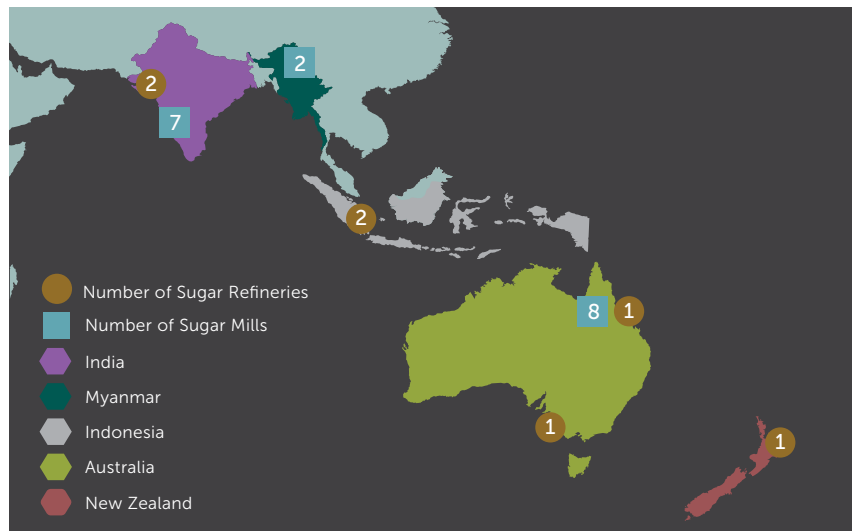 2
2
7
2
8
1
1
1
Number of Sugar Refineries
Number of Sugar Mills
India
Myanmar
Indonesia
Australia
New Zealand